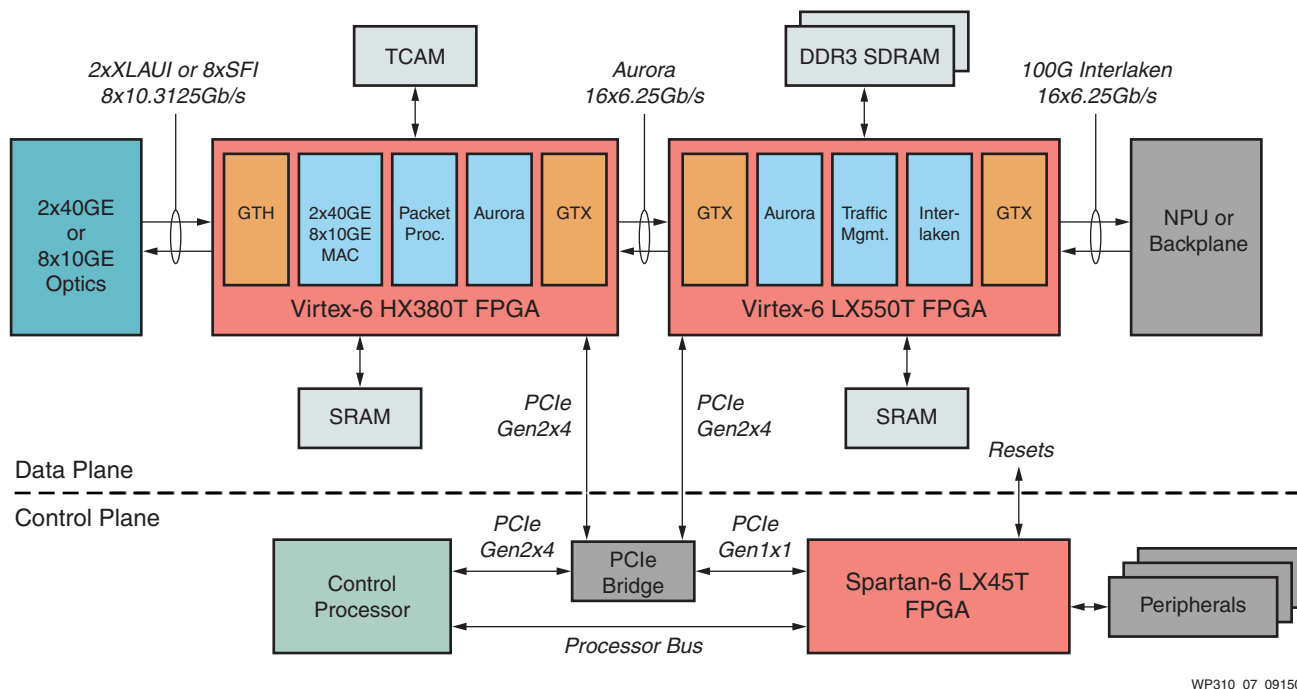 TCAM
DDR3 SDRAM
2xXLAUI or 8xSFI
8x10.3125Gb/s
Aurora
16x6.25Gb/s
100G Interlaken
16x6.25Gb/s
2x40GE
or
8x10GE
Optics
GTH
2x40GE
8x10GE
MAC
Packet
Proc.
Aurora
GTX
Virtex-6 HX380T FPGA
GTX
Aurora
Traffic
Mgmt.
Inter-
laken
GTX
Virtex-6 LX550T FPGA
NPU or
Backplane
SRAM
PCIe
Gen2x4
PCIe
Gen2x4
SRAM
Resets
Data Plane
Control Plane
PCIe
Gen2x4
PCIe
Gen1x1
Control
Processor
PCIe
Bridge
Spartan-6 LX45T
FPGA
Peripherals
Processor Bus
WP310_07_09150